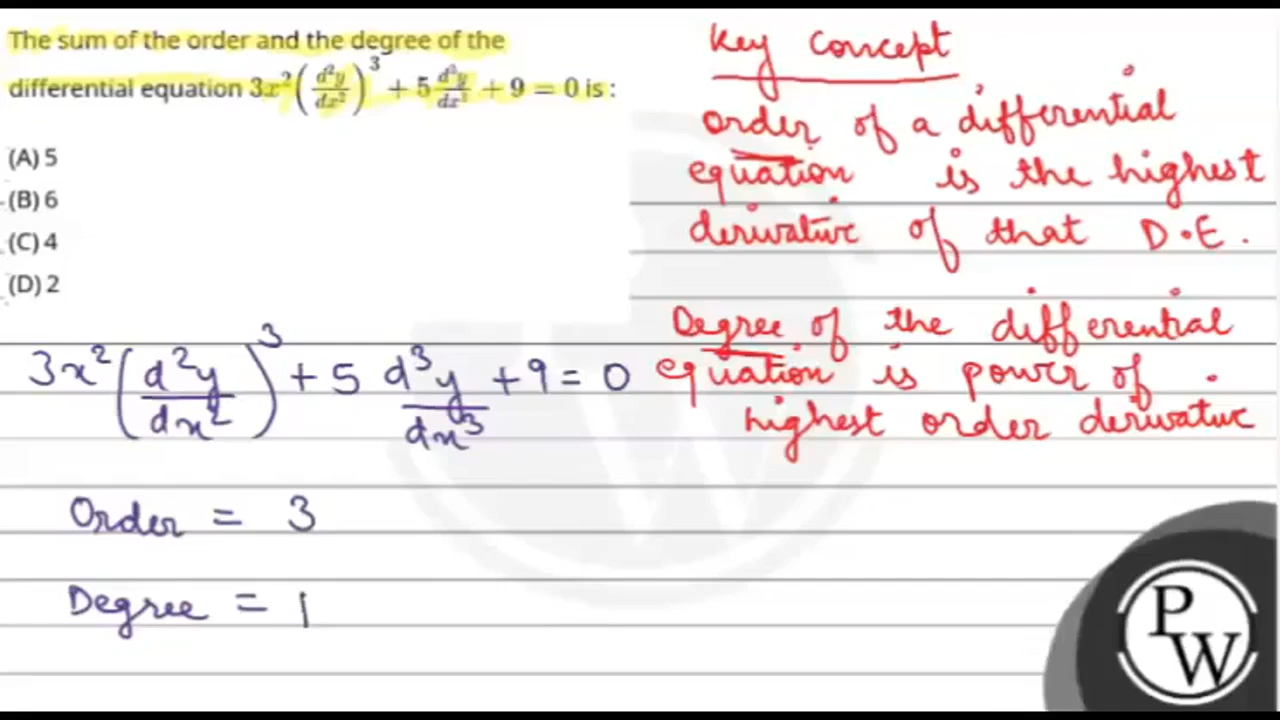 The sum of the order and the degree of the
differential equation 3x²(d²y/dx²)³ + 5 d³y/dx³ + 9 = 0 is :
(A) 5
(B) 6
(C) 4
(D) 2
3x²(d²y/dx²)³ + 5 d³y/dx³ + 9 = 0
Order = 3
Degree = 1
Key Concept
order of a differential
equation is the highest
derivative of that D.E.
Degree of the differential
equation is power of
highest order derivative
PW